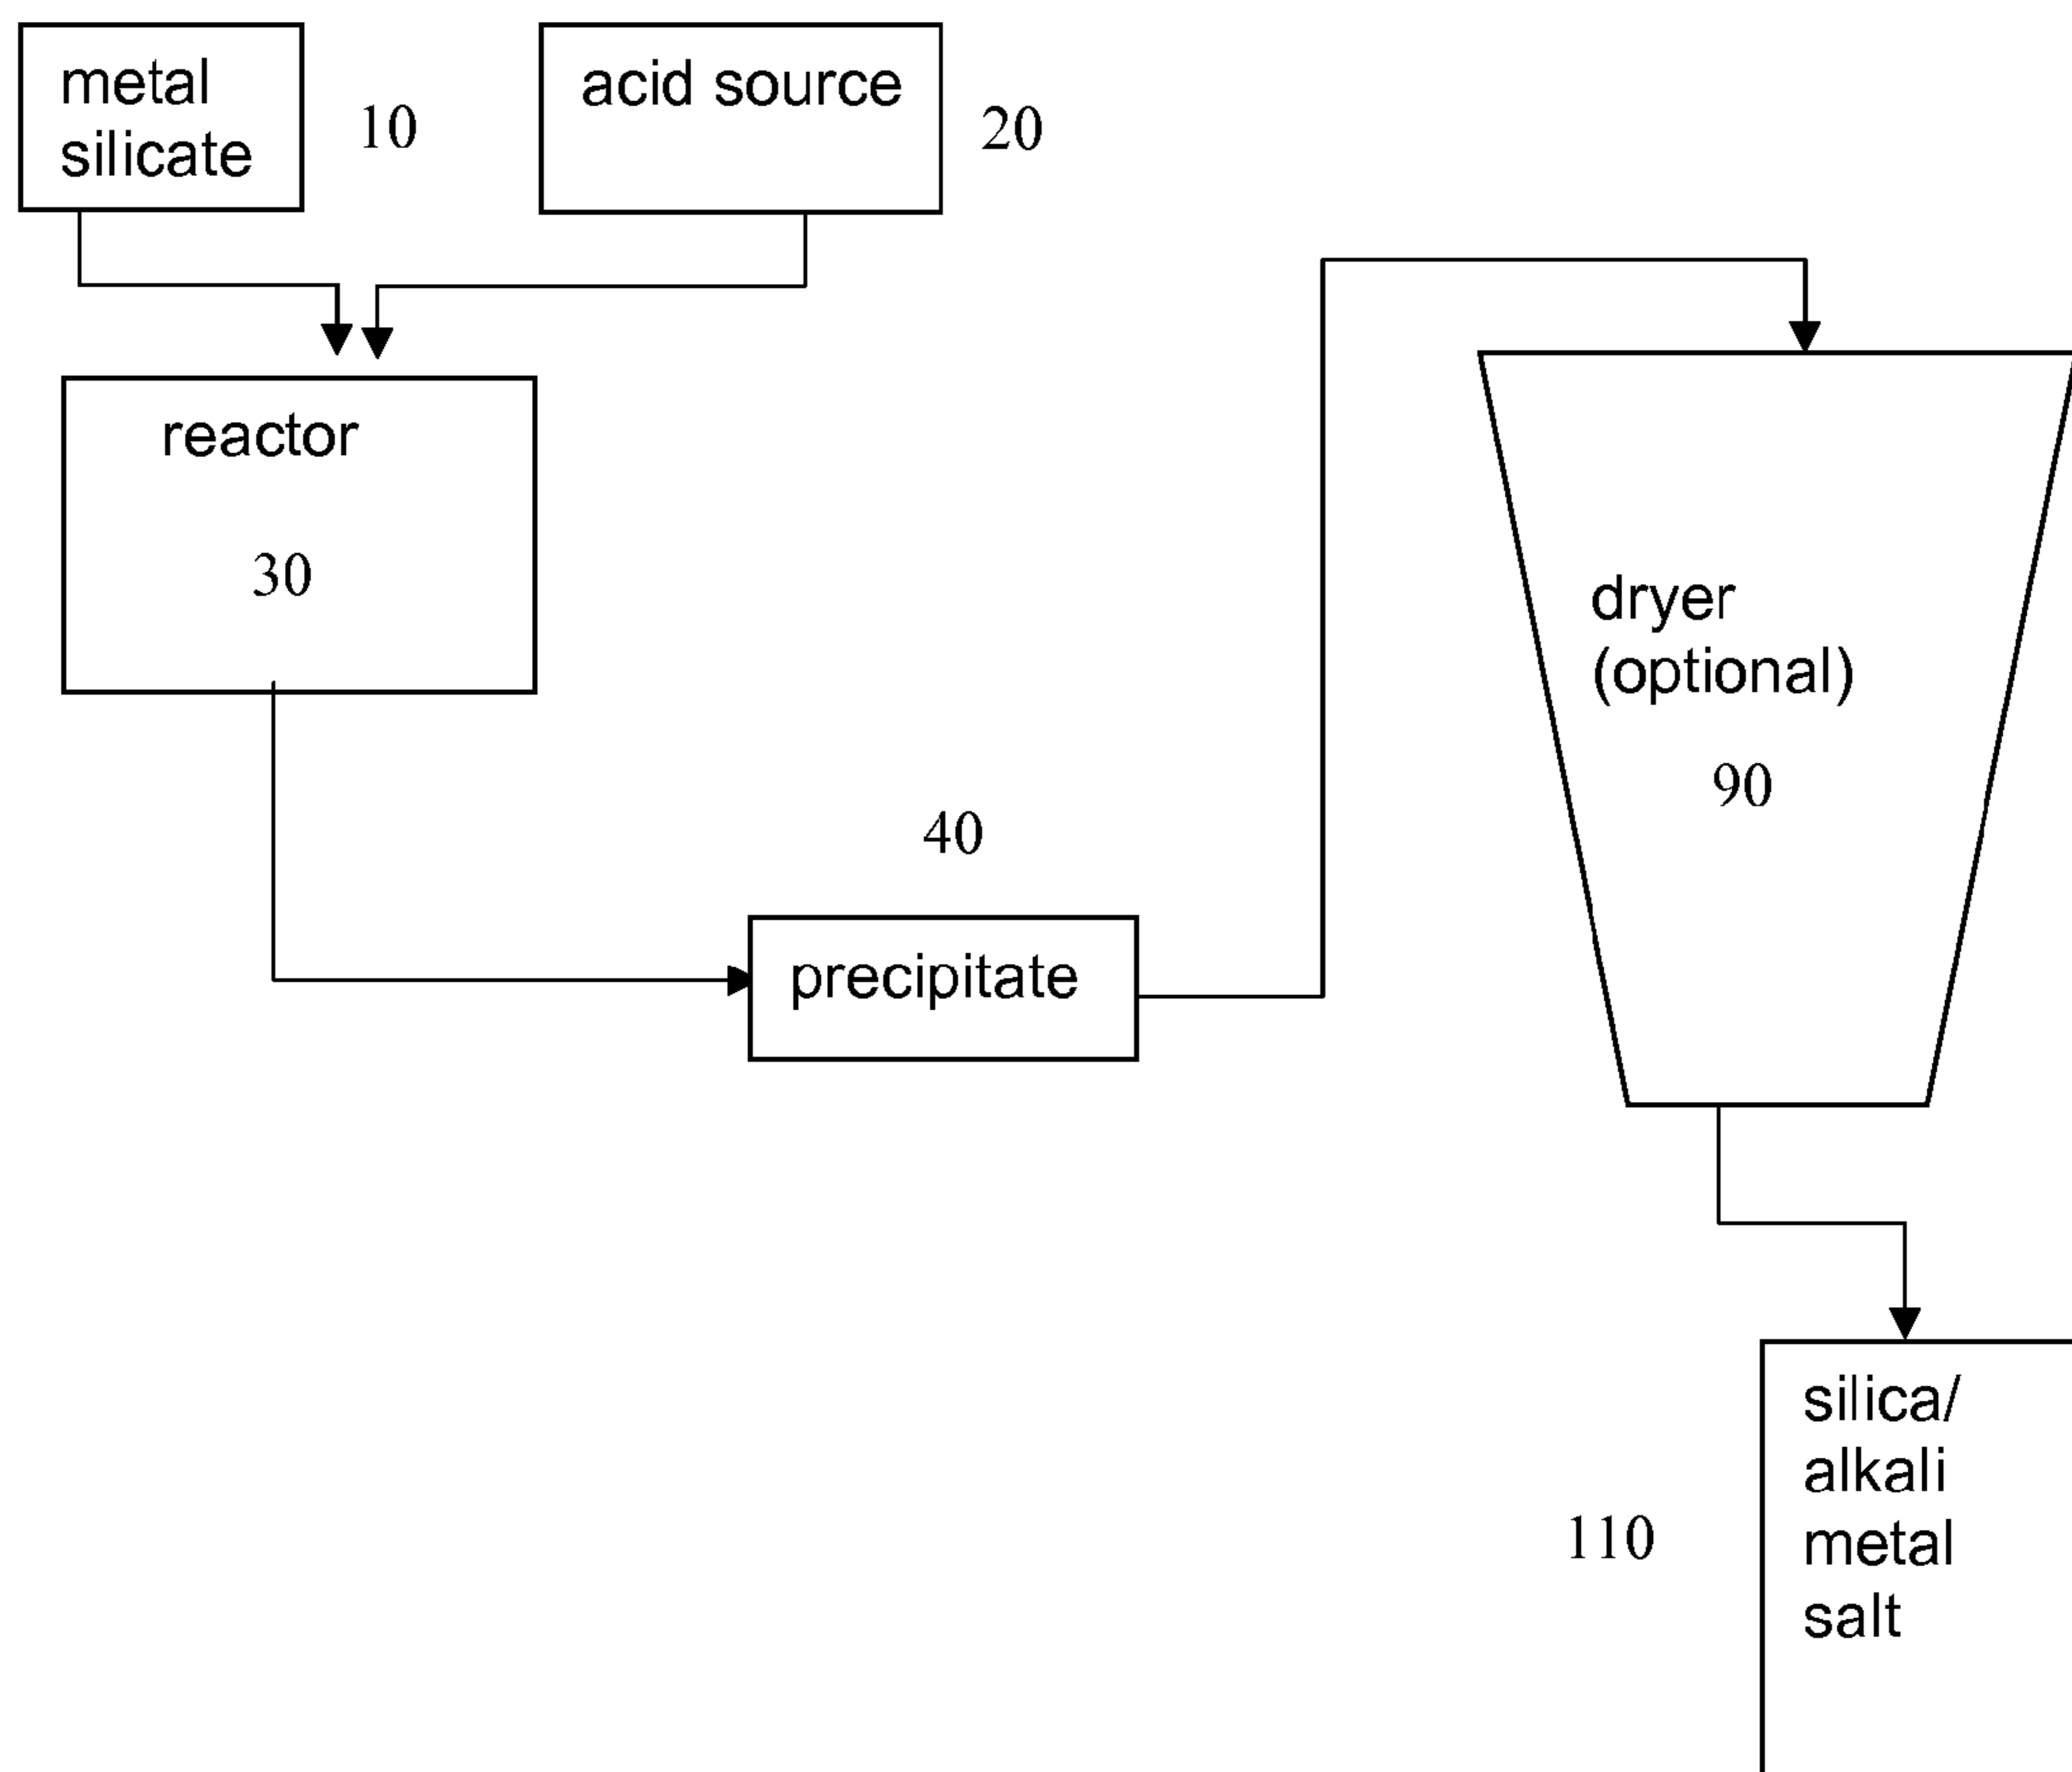 metal
silicate
10
acid source
20
reactor
30
40
precipitate
dryer
(optional)
90
110
silica/
alkali
metal
salt